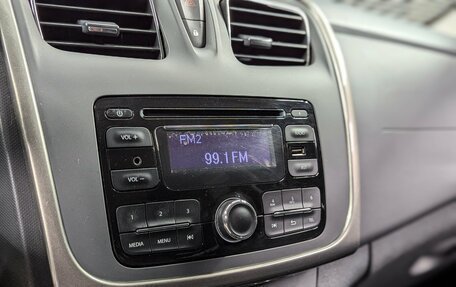 VOL +
FM2
99.1 FM
VOL −
1 2 3 4 5 6
MEDIA MENU